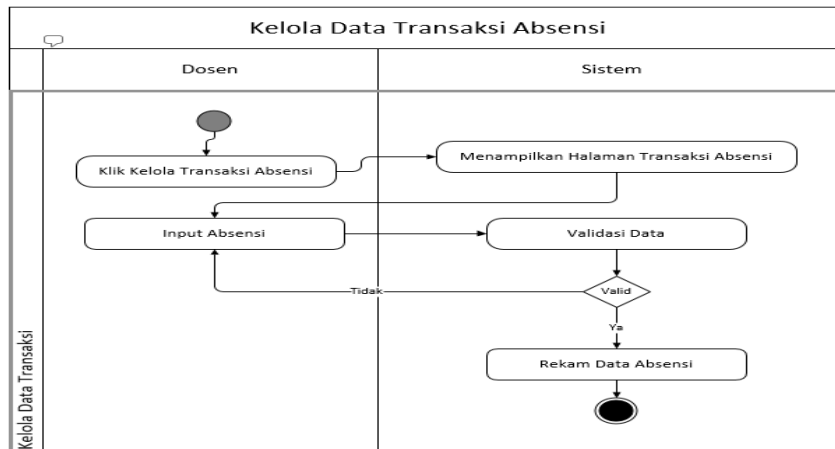 Kelola Data Transaksi Absensi
Dosen
Sistem
Klik Kelola Transaksi Absensi
Menampilkan Halaman Transaksi Absensi
Input Absensi
Validasi Data
Tidak
Valid
Ya
Rekam Data Absensi
Kelola Data Transaksi